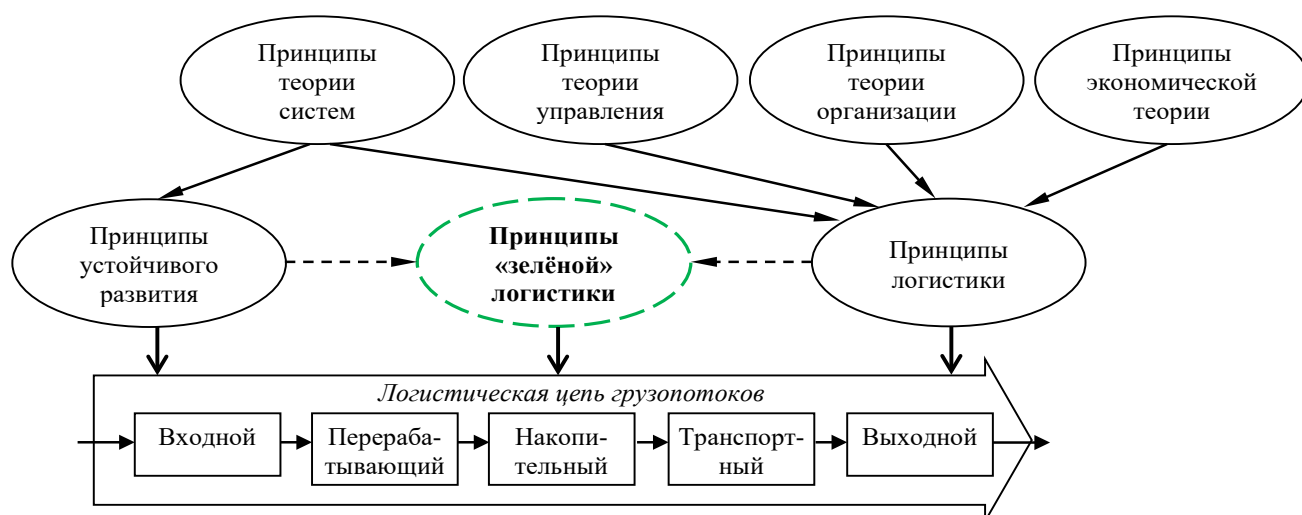 Принципы
теории
систем
Принципы
теории
управления
Принципы
теории
организации
Принципы
экономической
теории
Принципы
устойчивого
развития
Принципы
«зелёной»
логистики
Принципы
логистики
Логистическая цепь грузопотоков
Входной
Перераба-
тывающий
Накопи-
тельный
Транспорт-
ный
Выходной